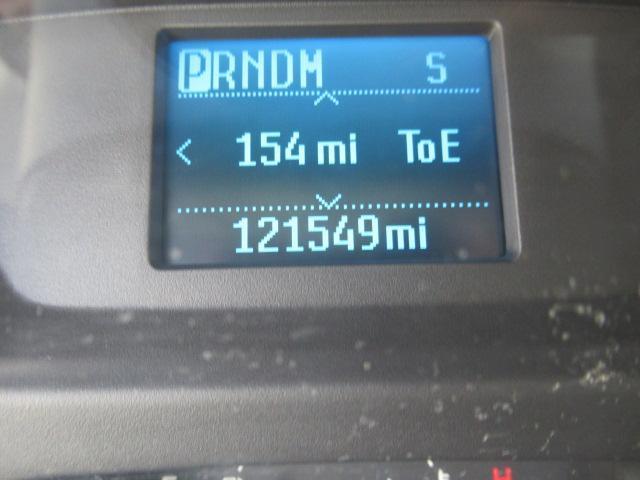 PRNDM S
< 154 mi ToE
121549mi
H